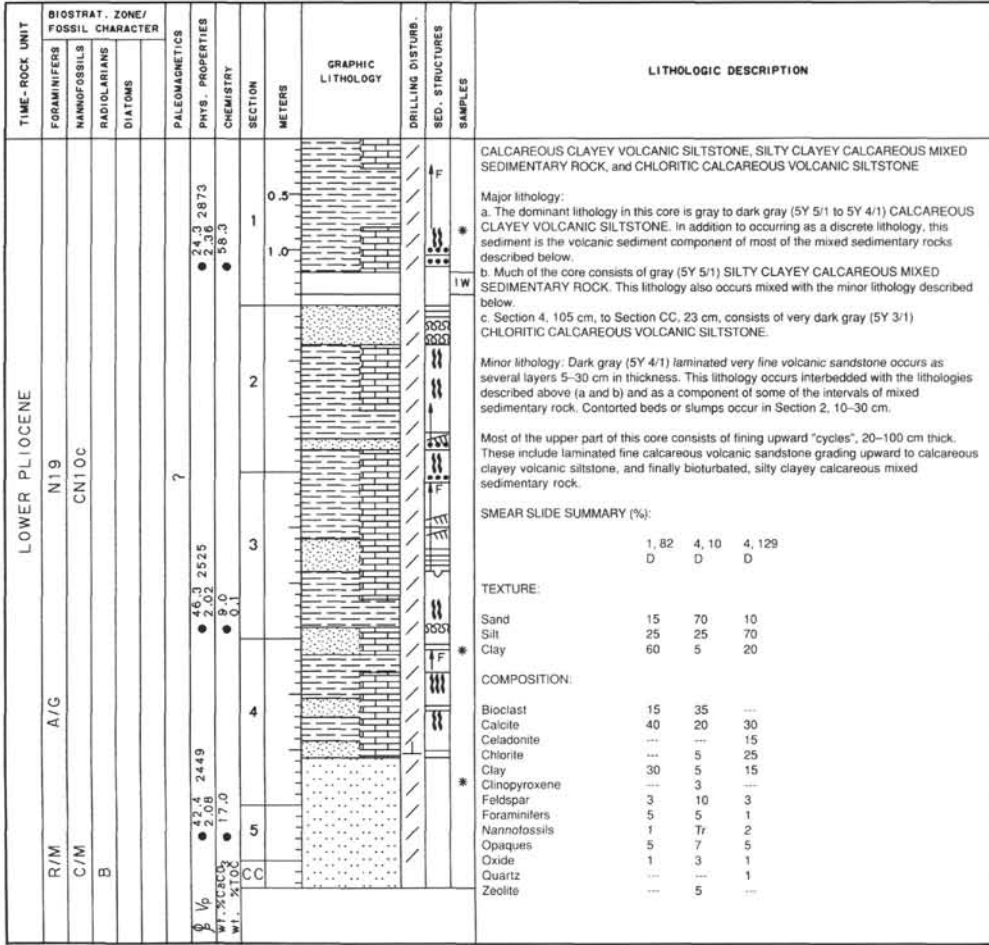 TIME-ROCK UNIT
BIOSTRAT. ZONE/
FOSSIL CHARACTER
FORAMINIFERS
NANNOFOSSILS
RADIOLARIANS
DIATOMS
PALEOMAGNETICS
PHYS. PROPERTIES
CHEMISTRY
SECTION
METERS
GRAPHIC
LITHOLOGY
DRILLING DISTURB.
SED. STRUCTURES
SAMPLES
LITHOLOGIC DESCRIPTION
LOWER PLIOCENE
N19
A/G
R/M
CN10c
C/M
B
?
24.3 2873
2.36
46.3 2525
2.02
42.4 2449
2.08
φ Vp
ρ
58.3
9.0
0.1
17.0
wt. %CaCO3
wt. %TOC
1
2
3
4
5
CC
0.5
1.0
F
F
F
*
IW
*
*
CALCAREOUS CLAYEY VOLCANIC SILTSTONE, SILTY CLAYEY CALCAREOUS MIXED
SEDIMENTARY ROCK, and CHLORITIC CALCAREOUS VOLCANIC SILTSTONE
Major lithology:
a. The dominant lithology in this core is gray to dark gray (5Y 5/1 to 5Y 4/1) CALCAREOUS
CLAYEY VOLCANIC SILTSTONE. In addition to occurring as a discrete lithology, this
sediment is the volcanic sediment component of most of the mixed sedimentary rocks
described below.
b. Much of the core consists of gray (5Y 5/1) SILTY CLAYEY CALCAREOUS MIXED
SEDIMENTARY ROCK. This lithology also occurs mixed with the minor lithology described
below.
c. Section 4, 105 cm, to Section CC, 23 cm, consists of very dark gray (5Y 3/1)
CHLORITIC CALCAREOUS VOLCANIC SILTSTONE.
Minor lithology: Dark gray (5Y 4/1) laminated very fine volcanic sandstone occurs as
several layers 5–30 cm in thickness. This lithology occurs interbedded with the lithologies
described above (a and b) and as a component of some of the intervals of mixed
sedimentary rock. Contorted beds or slumps occur in Section 2, 10–30 cm.
Most of the upper part of this core consists of fining upward "cycles", 20–100 cm thick.
These include laminated fine calcareous volcanic sandstone grading upward to calcareous
clayey volcanic siltstone, and finally bioturbated, silty clayey calcareous mixed
sedimentary rock.
SMEAR SLIDE SUMMARY (%):
1, 82 4, 10 4, 129
D D D
TEXTURE:
Sand 15 70 10
Silt 25 25 70
Clay 60 5 20
COMPOSITION:
Bioclast 15 35 ---
Calcite 40 20 30
Celadonite --- --- 15
Chlorite --- 5 25
Clay 30 5 15
Clinopyroxene --- 3 ---
Feldspar 3 10 3
Foraminifers 5 5 1
Nannofossils 1 Tr 2
Opaques 5 7 5
Oxide 1 3 1
Quartz --- --- 1
Zeolite --- 5 ---